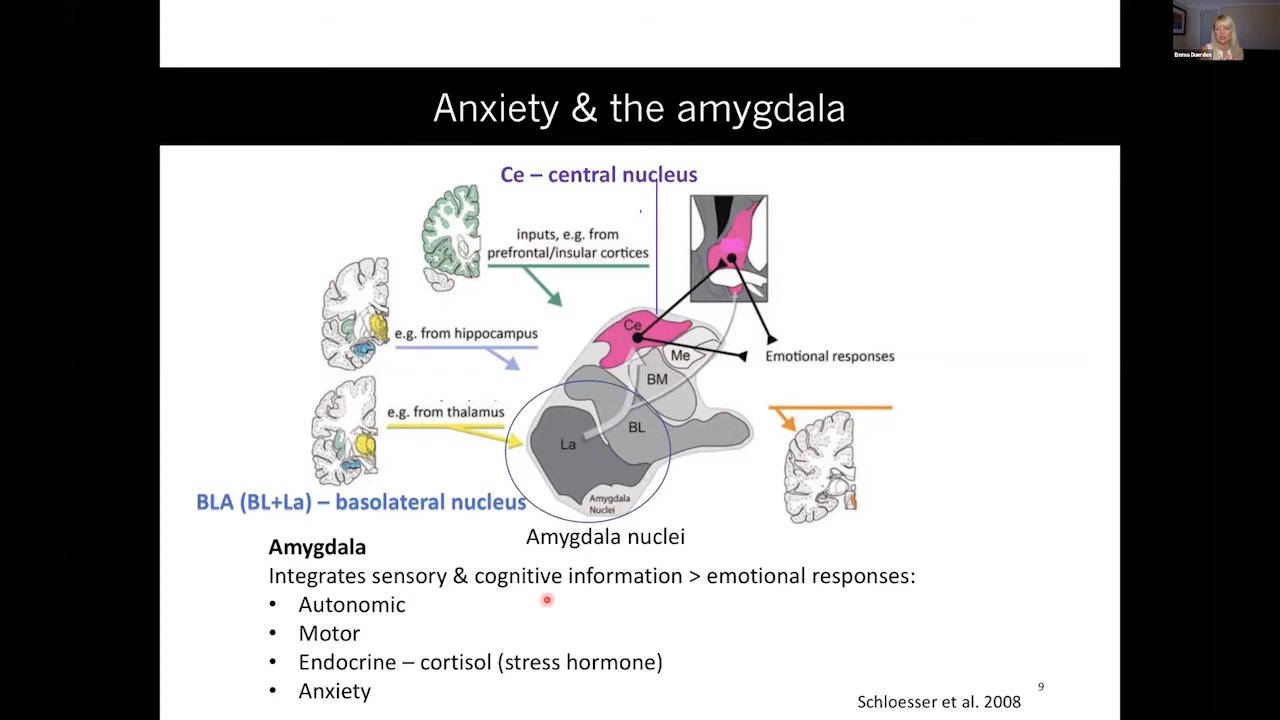 Emma Duerden
Anxiety & the amygdala
Ce – central nucleus
inputs, e.g. from
prefrontal/insular cortices
e.g. from hippocampus
Ce
Me
Emotional responses
BM
e.g. from thalamus
BL
La
BLA (BL+La) – basolateral nucleus
Amygdala
Nuclei
Amygdala nuclei
Amygdala
Integrates sensory & cognitive information > emotional responses:
• Autonomic
• Motor
• Endocrine – cortisol (stress hormone)
• Anxiety
9
Schloesser et al. 2008